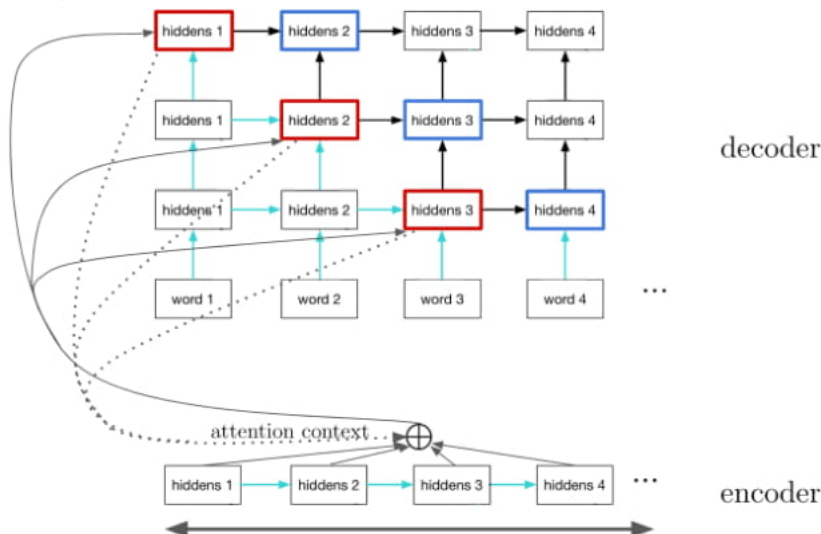 hiddens 1 hiddens 2 hiddens 3 hiddens 4
hiddens 1 hiddens 2 hiddens 3 hiddens 4
decoder
hiddens 1 hiddens 2 hiddens 3 hiddens 4
word 1 word 2 word 3 word 4 ...
attention context
hiddens 1 hiddens 2 hiddens 3 hiddens 4 ...
encoder